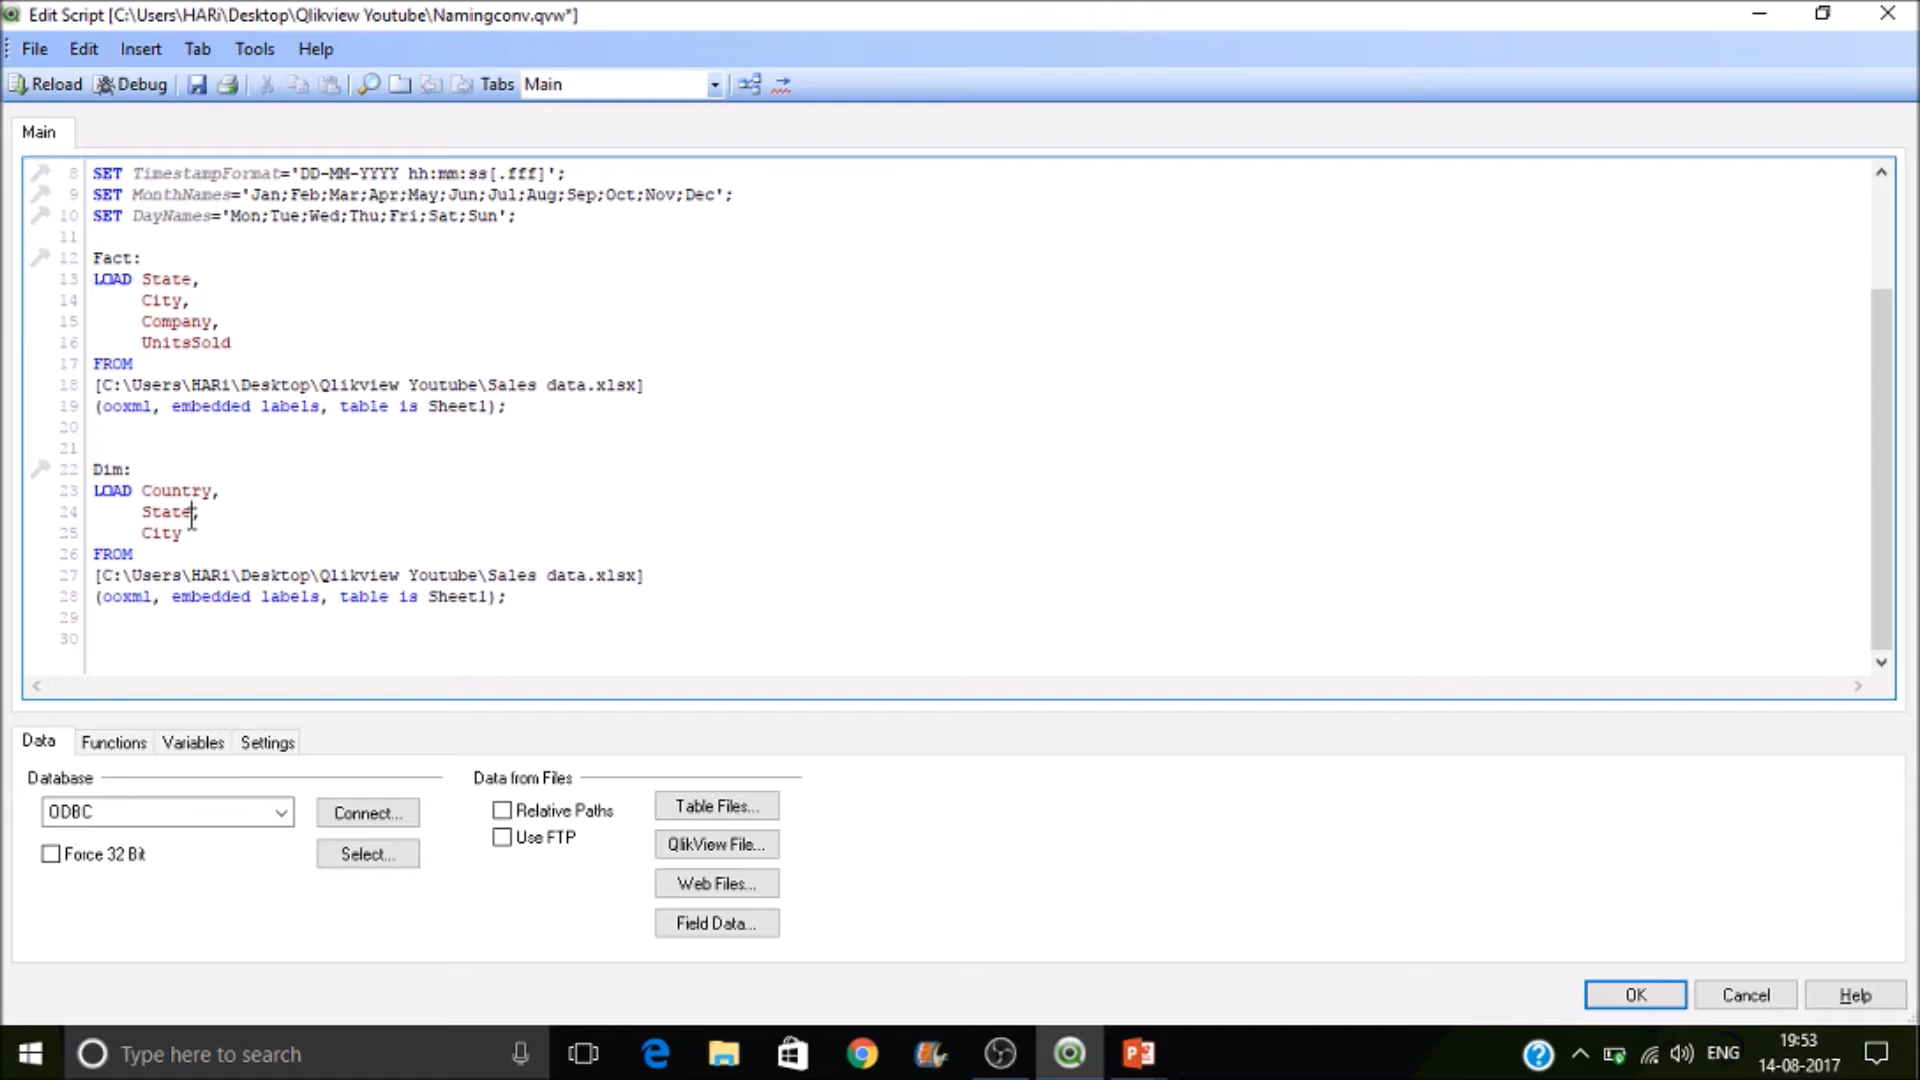 Edit Script [C:\Users\HARi\Desktop\Qlikview Youtube\Namingconv.qvw*]
File Edit Insert Tab Tools Help
Reload Debug Tabs Main
Main
8 SET TimestampFormat='DD-MM-YYYY hh:mm:ss[.fff]';
9 SET MonthNames='Jan;Feb;Mar;Apr;May;Jun;Jul;Aug;Sep;Oct;Nov;Dec';
10 SET DayNames='Mon;Tue;Wed;Thu;Fri;Sat;Sun';
11
12 Fact:
13 LOAD State,
14 City,
15 Company,
16 UnitsSold
17 FROM
18 [C:\Users\HARi\Desktop\Qlikview Youtube\Sales data.xlsx]
19 (ooxml, embedded labels, table is Sheet1);
20
21
22 Dim:
23 LOAD Country,
24 State,
25 City
26 FROM
27 [C:\Users\HARi\Desktop\Qlikview Youtube\Sales data.xlsx]
28 (ooxml, embedded labels, table is Sheet1);
29
30
Data Functions Variables Settings
Database Data from Files
ODBC Connect... Relative Paths Table Files...
Use FTP QlikView File...
Force 32 Bit Select...
Web Files...
Field Data...
OK Cancel Help
Type here to search
ENG 19:53
14-08-2017